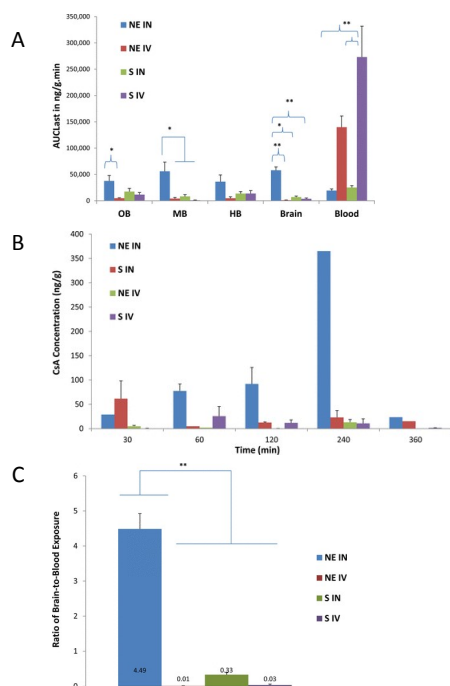 A
AUCLast in ng/g.min
350,000
300,000
250,000
200,000
150,000
100,000
50,000
0
NE IN
NE IV
S IN
S IV
*
*
**
*
**
**
OB MB HB Brain Blood
B
CsA Concentration (ng/g)
400
350
300
250
200
150
100
50
0
NE IN
S IN
NE IV
S IV
30 60 120 240 360
Time (min)
C
Ratio of Brain-to-Blood Exposure
6
5
4
3
2
1
0
**
NE IN
NE IV
S IN
S IV
4.49 0.01 0.33 0.03